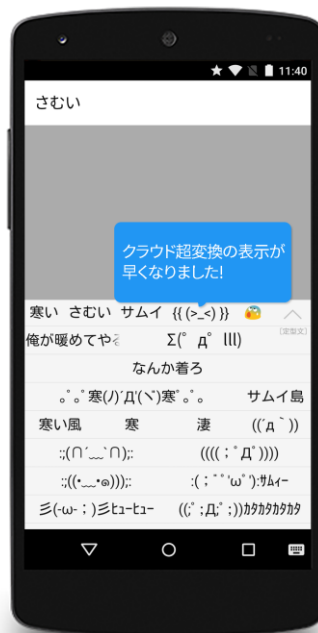 11:40
さむい
クラウド超変換の表示が
早くなりました!
寒い さむい サムイ {{ (>_<) }}
[定型文]
俺が暖めてや Σ(゚д゚lll)
なんか着ろ
｡ﾟ｡ﾟ寒(ﾉ)ﾟДﾟ(ヽ)寒ﾟ｡ﾟ｡ サムイ島
寒い風 寒 凄 ((´д｀))
:;(∩´﹏`∩);: ((((；ﾟДﾟ))))
:;((•﹏•๑)));: :(；ﾞﾟ'ωﾟ'):ｻﾑｨｰ
彡(-ω-；)彡ﾋｭｰﾋｭｰ ((;ﾟ;Д;ﾟ;))ｶﾀｶﾀｶﾀｶﾀ